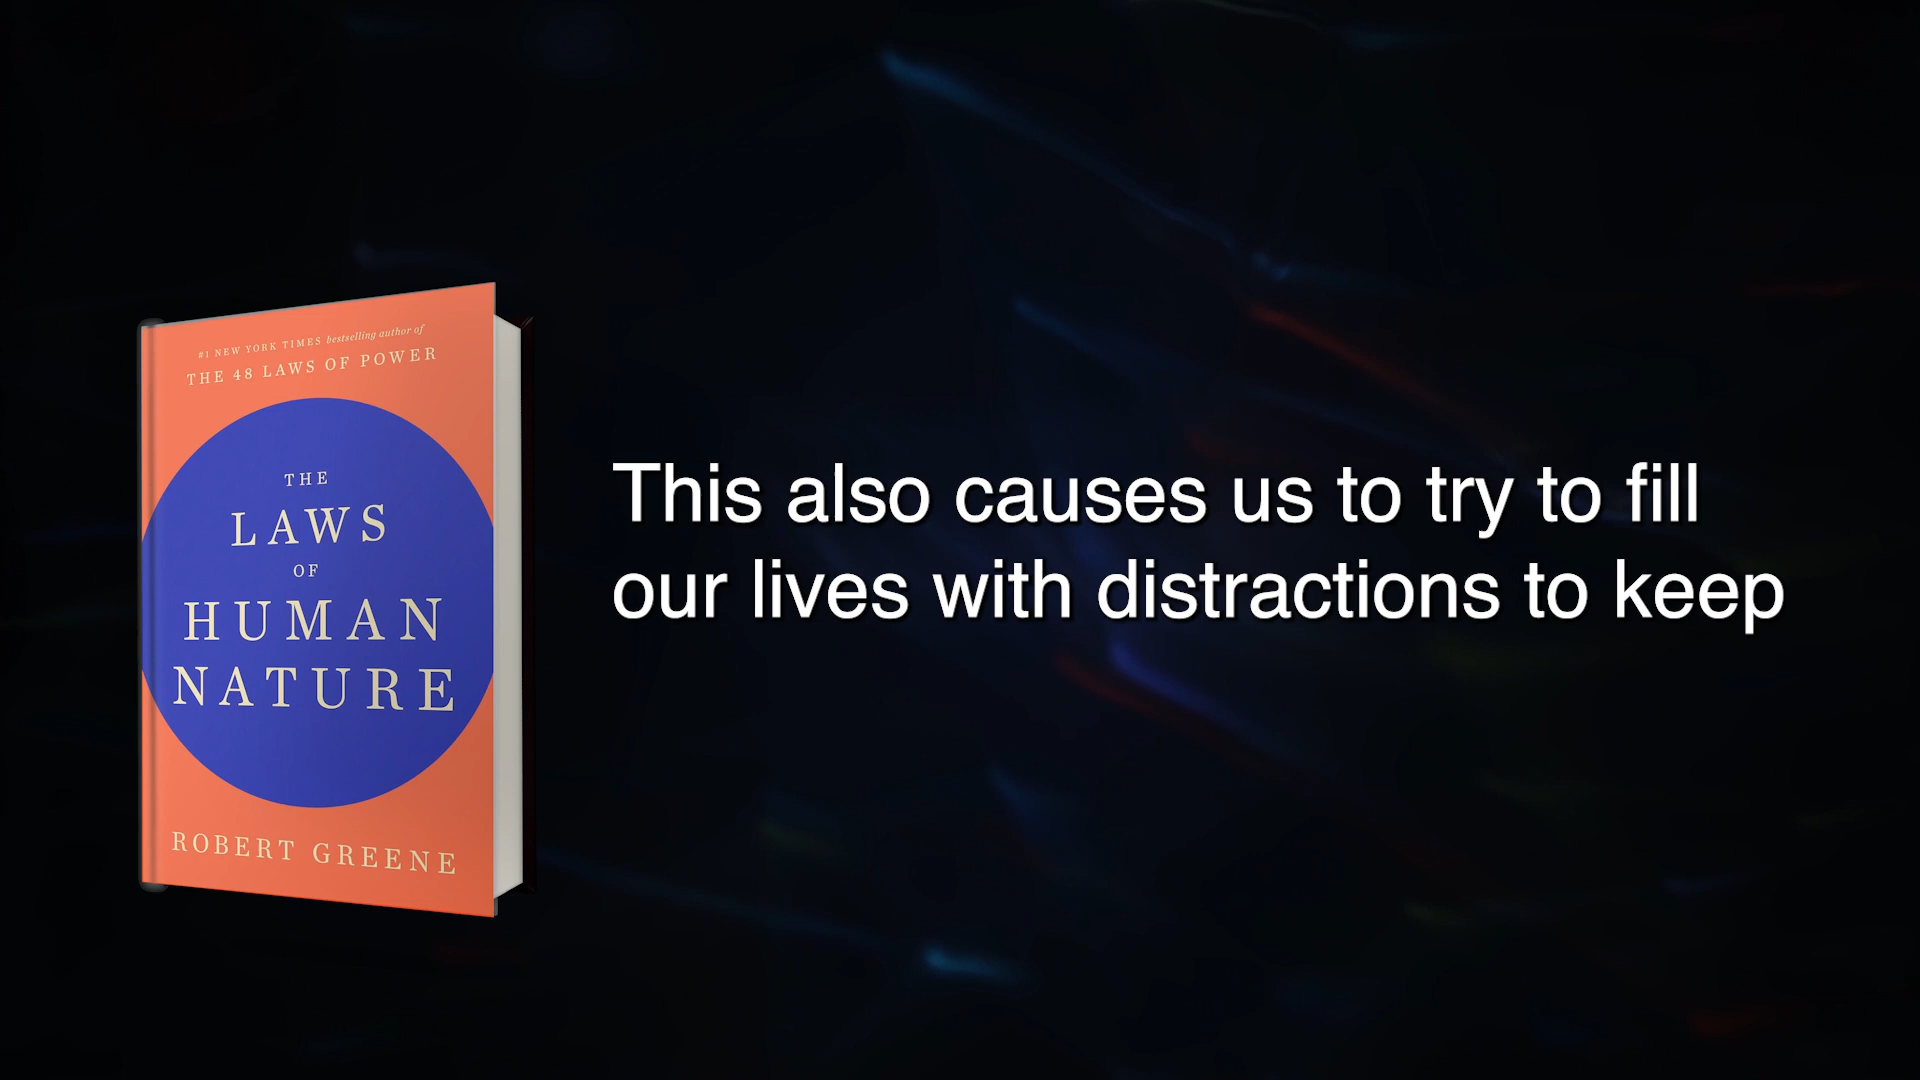 #1 NEW YORK TIMES bestselling author of
THE 48 LAWS OF POWER
THE
LAWS
OF
HUMAN
NATURE
ROBERT GREENE
This also causes us to try to fill
our lives with distractions to keep